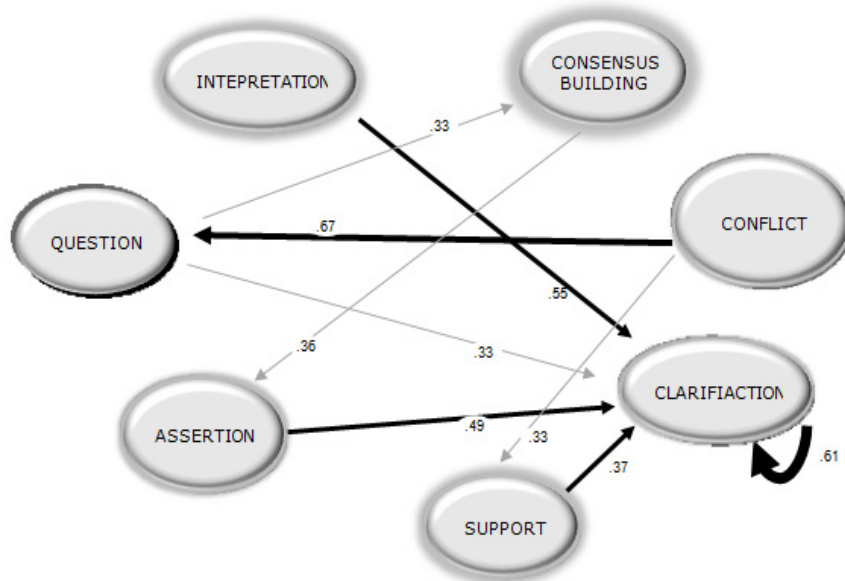 INTEPRETATION
CONSENSUS
BUILDING
.33
CONFLICT
QUESTION
.67
.55
.36
.33
CLARIFIACTION
ASSERTION
.49
.33
.37
.61
SUPPORT